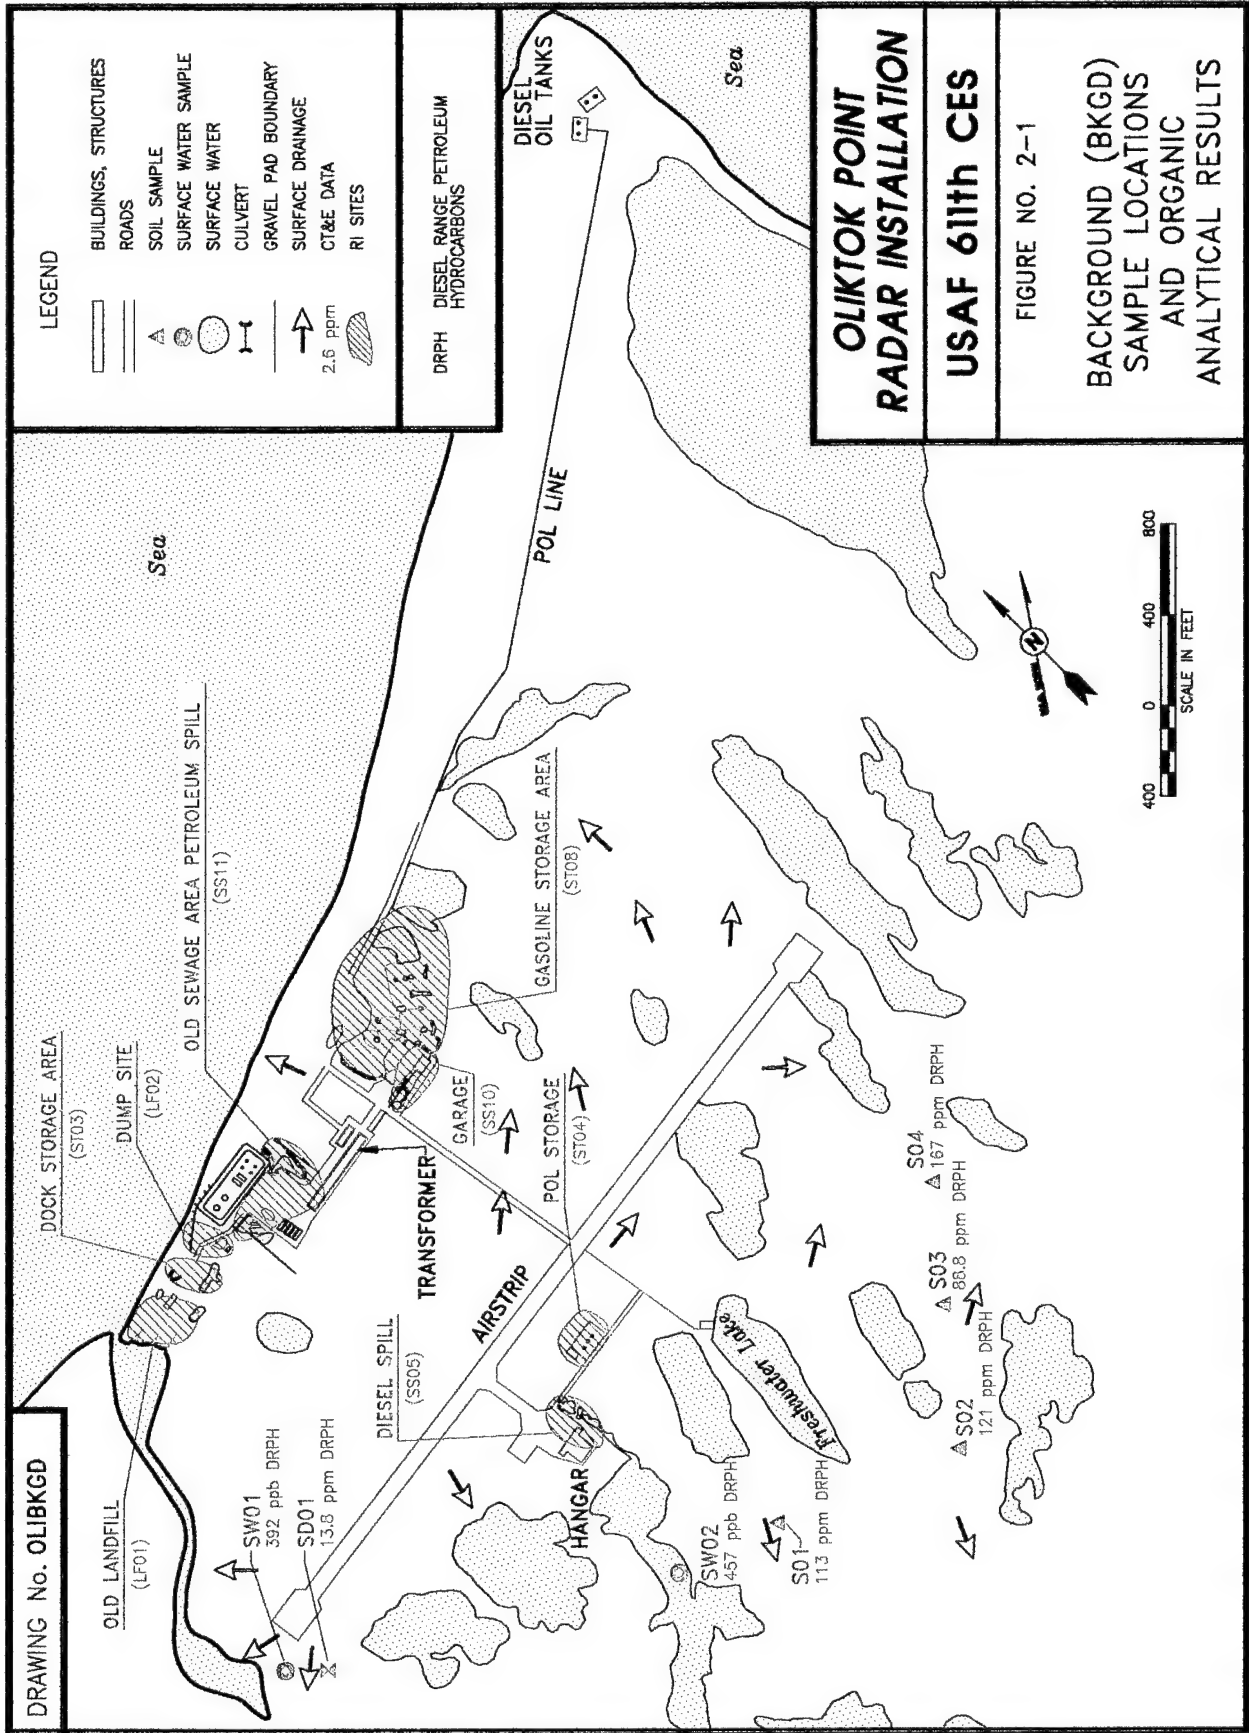 DRAWING No. OLIBKGD
LEGEND
BUILDINGS, STRUCTURES
ROADS
SOIL SAMPLE
SURFACE WATER SAMPLE
SURFACE WATER
CULVERT
GRAVEL PAD BOUNDARY
SURFACE DRAINAGE
2.6 ppm CT&E DATA
RI SITES
DRPH DIESEL RANGE PETROLEUM
HYDROCARBONS
Sea
Sea
DIESEL
OIL TANKS
POL LINE
OLD LANDFILL
(LF01)
DOCK STORAGE AREA
(ST03)
DUMP SITE
(LF02)
OLD SEWAGE AREA PETROLEUM SPILL
(SS11)
GASOLINE STORAGE AREA
(ST08)
GARAGE
(SS10)
TRANSFORMER
POL STORAGE
(ST04)
AIRSTRIP
DIESEL SPILL
(SS05)
HANGAR
Freshwater Lake
SW01
392 ppb DRPH
SD01
13.8 ppm DRPH
SW02
457 ppb DRPH
S01
113 ppm DRPH
S02
121 ppm DRPH
S03
88.8 ppm DRPH
S04
167 ppm DRPH
N
400 0 400 800
SCALE IN FEET
OLIKTOK POINT
RADAR INSTALLATION
USAF 611th CES
FIGURE NO. 2-1
BACKGROUND (BKGD)
SAMPLE LOCATIONS
AND ORGANIC
ANALYTICAL RESULTS